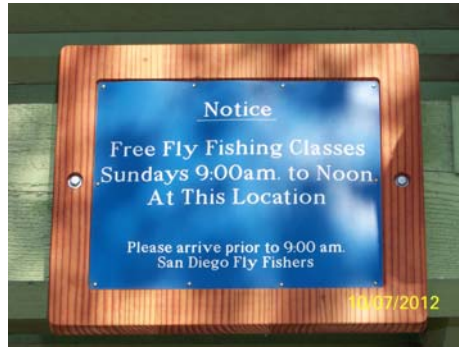 Notice
Free Fly Fishing Classes
Sundays 9:00am. to Noon.
At This Location
Please arrive prior to 9:00 am.
San Diego Fly Fishers
10/07/2012